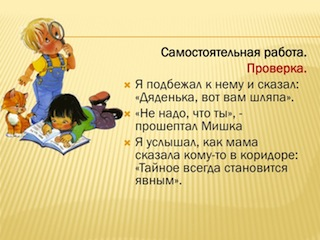 Самостоятельная работа.
Проверка.
Я подбежал к нему и сказал:
«Дяденька, вот вам шляпа».
«Не надо, что ты», -
прошептал Мишка
Я услышал, как мама
сказала кому-то в коридоре:
«Тайное всегда становится
явным».